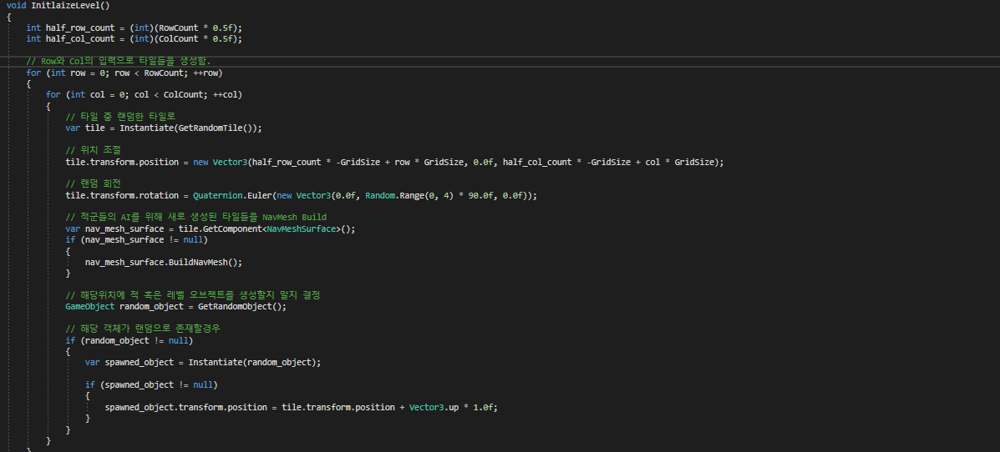 void InitlaizeLevel()
{
int half_row_count = (int)(RowCount * 0.5f);
int half_col_count = (int)(ColCount * 0.5f);
// Row와 Col의 입력으로 타일들을 생성함.
for (int row = 0; row < RowCount; ++row)
{
for (int col = 0; col < ColCount; ++col)
{
// 타일 중 랜덤한 타일로
var tile = Instantiate(GetRandomTile());
// 위치 조절
tile.transform.position = new Vector3(half_row_count * -GridSize + row * GridSize, 0.0f, half_col_count * -GridSize + col * GridSize);
// 랜덤 회전
tile.transform.rotation = Quaternion.Euler(new Vector3(0.0f, Random.Range(0, 4) * 90.0f, 0.0f));
// 적군들의 AI를 위해 새로 생성된 타일들을 NavMesh Build
var nav_mesh_surface = tile.GetComponent<NavMeshSurface>();
if (nav_mesh_surface != null)
{
nav_mesh_surface.BuildNavMesh();
}
// 해당위치에 적 혹은 레벨 오브젝트를 생성할지 말지 결정
GameObject random_object = GetRandomObject();
// 해당 객체가 랜덤으로 존재할경우
if (random_object != null)
{
var spawned_object = Instantiate(random_object);
if (spawned_object != null)
{
spawned_object.transform.position = tile.transform.position + Vector3.up * 1.0f;
}
}
}
}